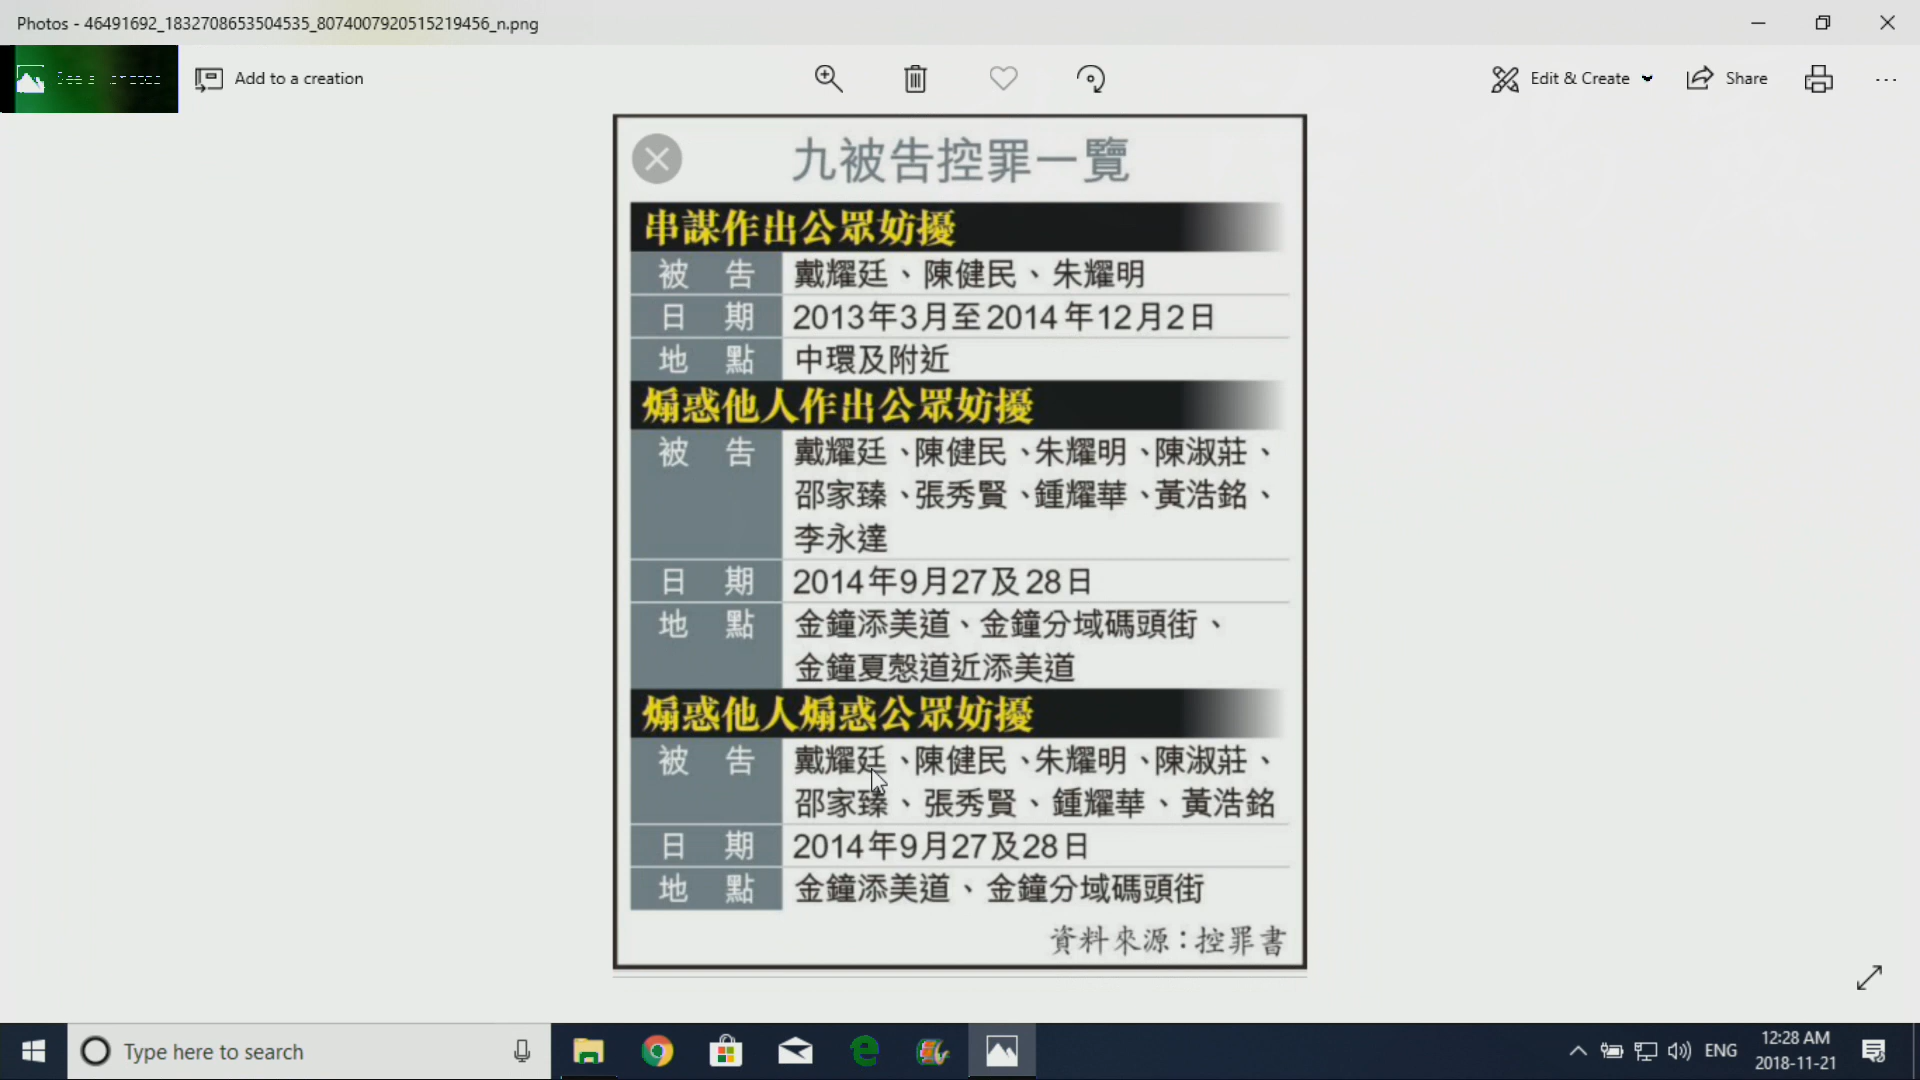 Photos - 46491692_1832708653504535_8074007920515219456_n.png
Add to a creation
Edit & Create
Share
九被告控罪一覽
串謀作出公眾妨擾
被告 戴耀廷、陳健民、朱耀明
日期 2013年3月至2014年12月2日
地點 中環及附近
煽惑他人作出公眾妨擾
被告 戴耀廷、陳健民、朱耀明、陳淑莊、
邵家臻、張秀賢、鍾耀華、黃浩銘、
李永達
日期 2014年9月27及28日
地點 金鐘添美道、金鐘分域碼頭街、
金鐘夏慤道近添美道
煽惑他人煽惑公眾妨擾
被告 戴耀廷、陳健民、朱耀明、陳淑莊、
邵家臻、張秀賢、鍾耀華、黃浩銘
日期 2014年9月27及28日
地點 金鐘添美道、金鐘分域碼頭街
資料來源：控罪書
Type here to search
ENG
12:28 AM
2018-11-21